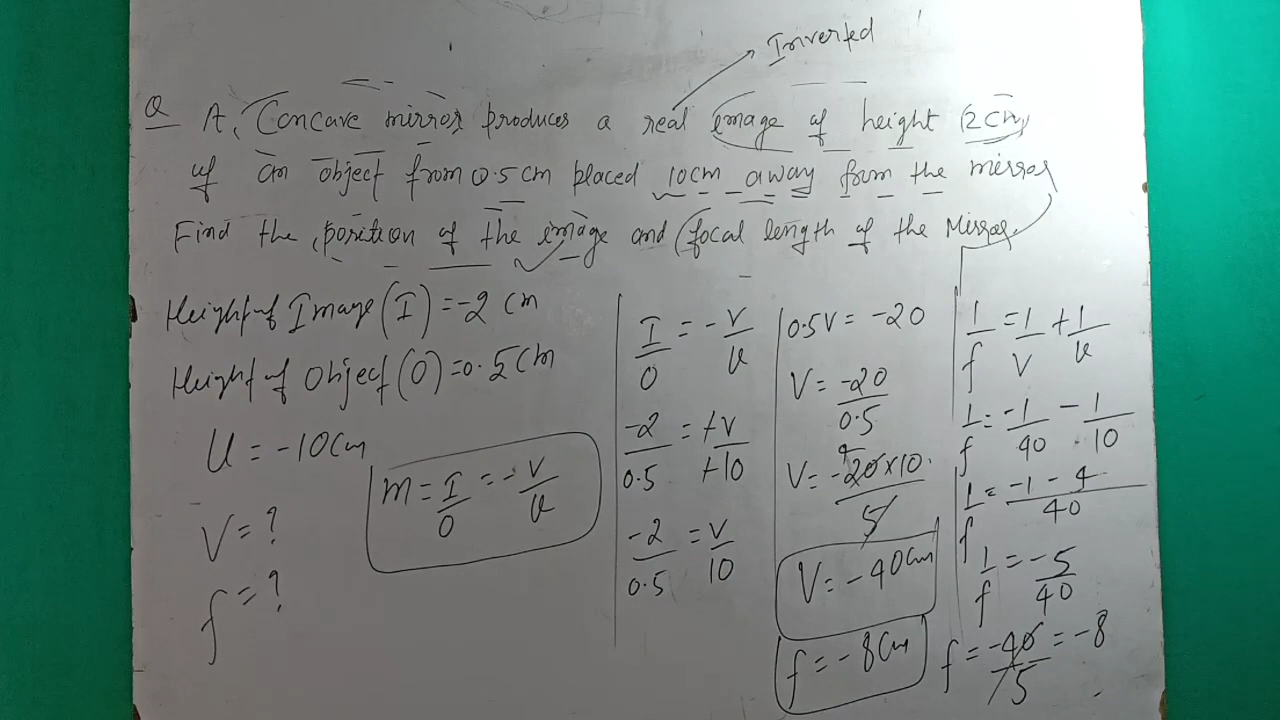 Inverted
Q A, Concave mirror produces a real image of height (2cm)
of an object from 0.5cm placed 10cm away from the mirror
Find the position of the image and (focal length of the Mirror.
Height of Image (I) = -2 cm
Height of Object (O) = 0.5 cm
U = -10cm
V = ?
f = ?
m = I/O = -V/u
I/O = -V/u
-2/0.5 = +V/+10
-2/0.5 = V/10
0.5V = -20
V = -20/0.5
V = -20×10/5
V = -40cm
f = -8cm
1/f = 1/V + 1/u
1/f = -1/40 - 1/10
1/f = -1-4/40
1/f = -5/40
f = -40/5 = -8